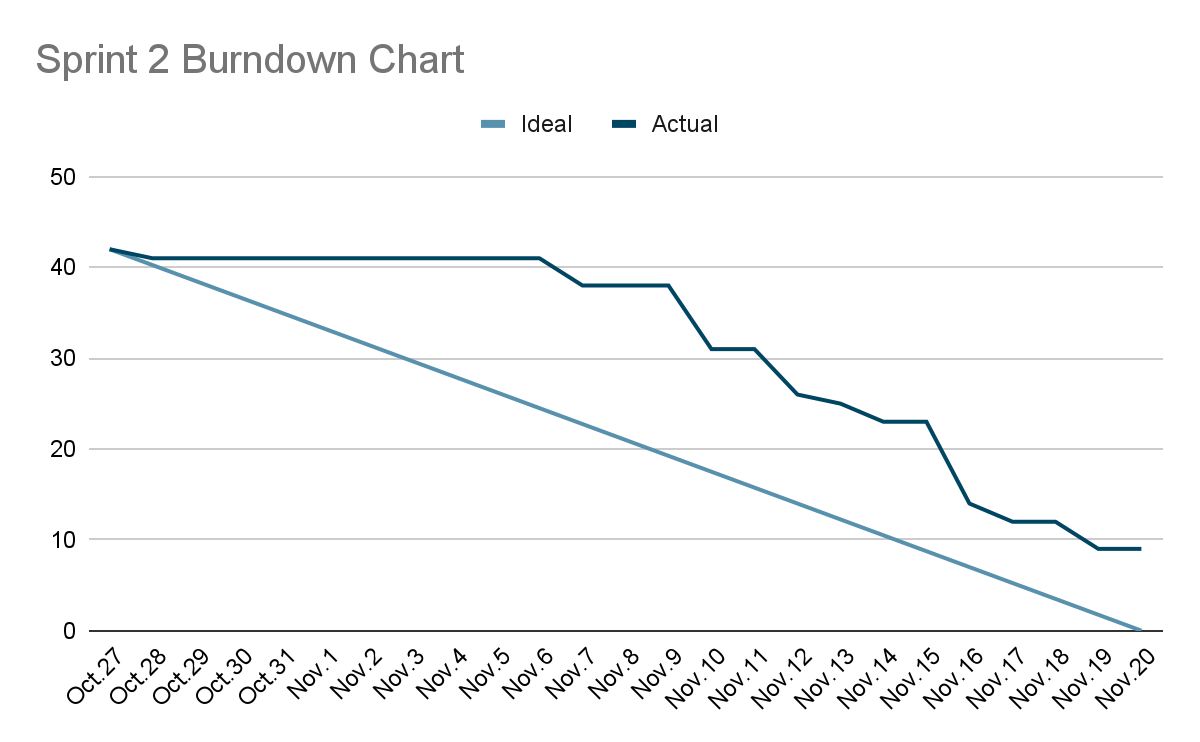 Sprint 2 Burndown Chart
Ideal Actual
50
40
30
20
10
0
Oct.27 Oct.28 Oct.29 Oct.30 Oct.31 Nov.1 Nov.2 Nov.3 Nov.4 Nov.5 Nov.6 Nov.7 Nov.8 Nov.9 Nov.10 Nov.11 Nov.12 Nov.13 Nov.14 Nov.15 Nov.16 Nov.17 Nov.18 Nov.19 Nov.20